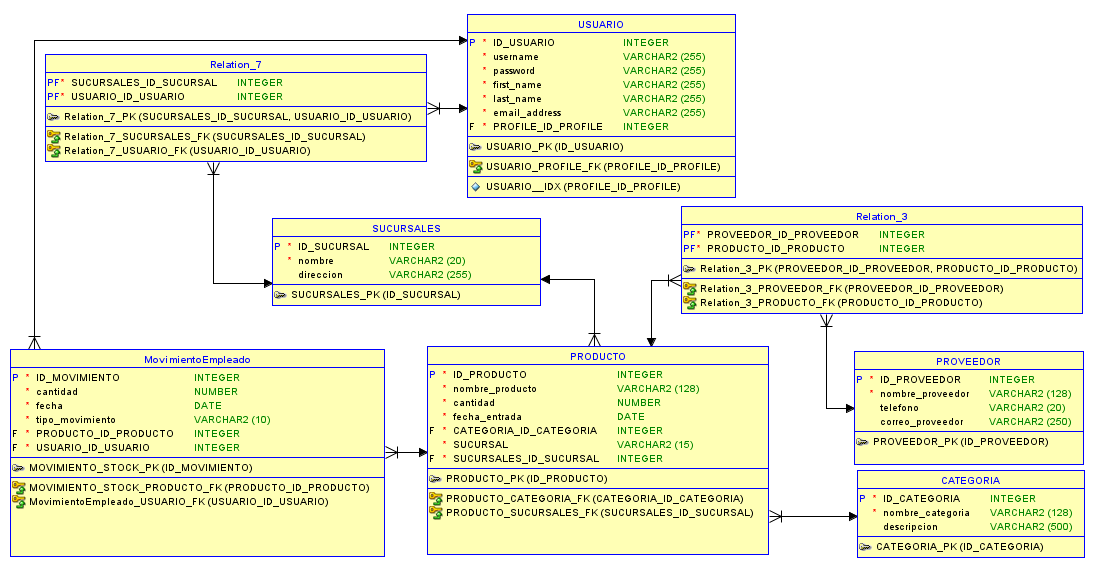 USUARIO
P * ID_USUARIO INTEGER
* username VARCHAR2 (255)
* password VARCHAR2 (255)
* first_name VARCHAR2 (255)
* last_name VARCHAR2 (255)
* email_address VARCHAR2 (255)
F * PROFILE_ID_PROFILE INTEGER
USUARIO_PK (ID_USUARIO)
USUARIO_PROFILE_FK (PROFILE_ID_PROFILE)
USUARIO__IDX (PROFILE_ID_PROFILE)
Relation_7
PF* SUCURSALES_ID_SUCURSAL INTEGER
PF* USUARIO_ID_USUARIO INTEGER
Relation_7_PK (SUCURSALES_ID_SUCURSAL, USUARIO_ID_USUARIO)
Relation_7_SUCURSALES_FK (SUCURSALES_ID_SUCURSAL)
Relation_7_USUARIO_FK (USUARIO_ID_USUARIO)
SUCURSALES
P * ID_SUCURSAL INTEGER
* nombre VARCHAR2 (20)
direccion VARCHAR2 (255)
SUCURSALES_PK (ID_SUCURSAL)
Relation_3
PF* PROVEEDOR_ID_PROVEEDOR INTEGER
PF* PRODUCTO_ID_PRODUCTO INTEGER
Relation_3_PK (PROVEEDOR_ID_PROVEEDOR, PRODUCTO_ID_PRODUCTO)
Relation_3_PROVEEDOR_FK (PROVEEDOR_ID_PROVEEDOR)
Relation_3_PRODUCTO_FK (PRODUCTO_ID_PRODUCTO)
MovimientoEmpleado
P * ID_MOVIMIENTO INTEGER
* cantidad NUMBER
* fecha DATE
* tipo_movimiento VARCHAR2 (10)
F * PRODUCTO_ID_PRODUCTO INTEGER
F * USUARIO_ID_USUARIO INTEGER
MOVIMIENTO_STOCK_PK (ID_MOVIMIENTO)
MOVIMIENTO_STOCK_PRODUCTO_FK (PRODUCTO_ID_PRODUCTO)
MovimientoEmpleado_USUARIO_FK (USUARIO_ID_USUARIO)
PRODUCTO
P * ID_PRODUCTO INTEGER
* nombre_producto VARCHAR2 (128)
* cantidad NUMBER
* fecha_entrada DATE
F * CATEGORIA_ID_CATEGORIA INTEGER
* SUCURSAL VARCHAR2 (15)
F * SUCURSALES_ID_SUCURSAL INTEGER
PRODUCTO_PK (ID_PRODUCTO)
PRODUCTO_CATEGORIA_FK (CATEGORIA_ID_CATEGORIA)
PRODUCTO_SUCURSALES_FK (SUCURSALES_ID_SUCURSAL)
PROVEEDOR
P * ID_PROVEEDOR INTEGER
* nombre_proveedor VARCHAR2 (128)
telefono VARCHAR2 (20)
correo_proveedor VARCHAR2 (250)
PROVEEDOR_PK (ID_PROVEEDOR)
CATEGORIA
P * ID_CATEGORIA INTEGER
* nombre_categoria VARCHAR2 (128)
descripcion VARCHAR2 (500)
CATEGORIA_PK (ID_CATEGORIA)